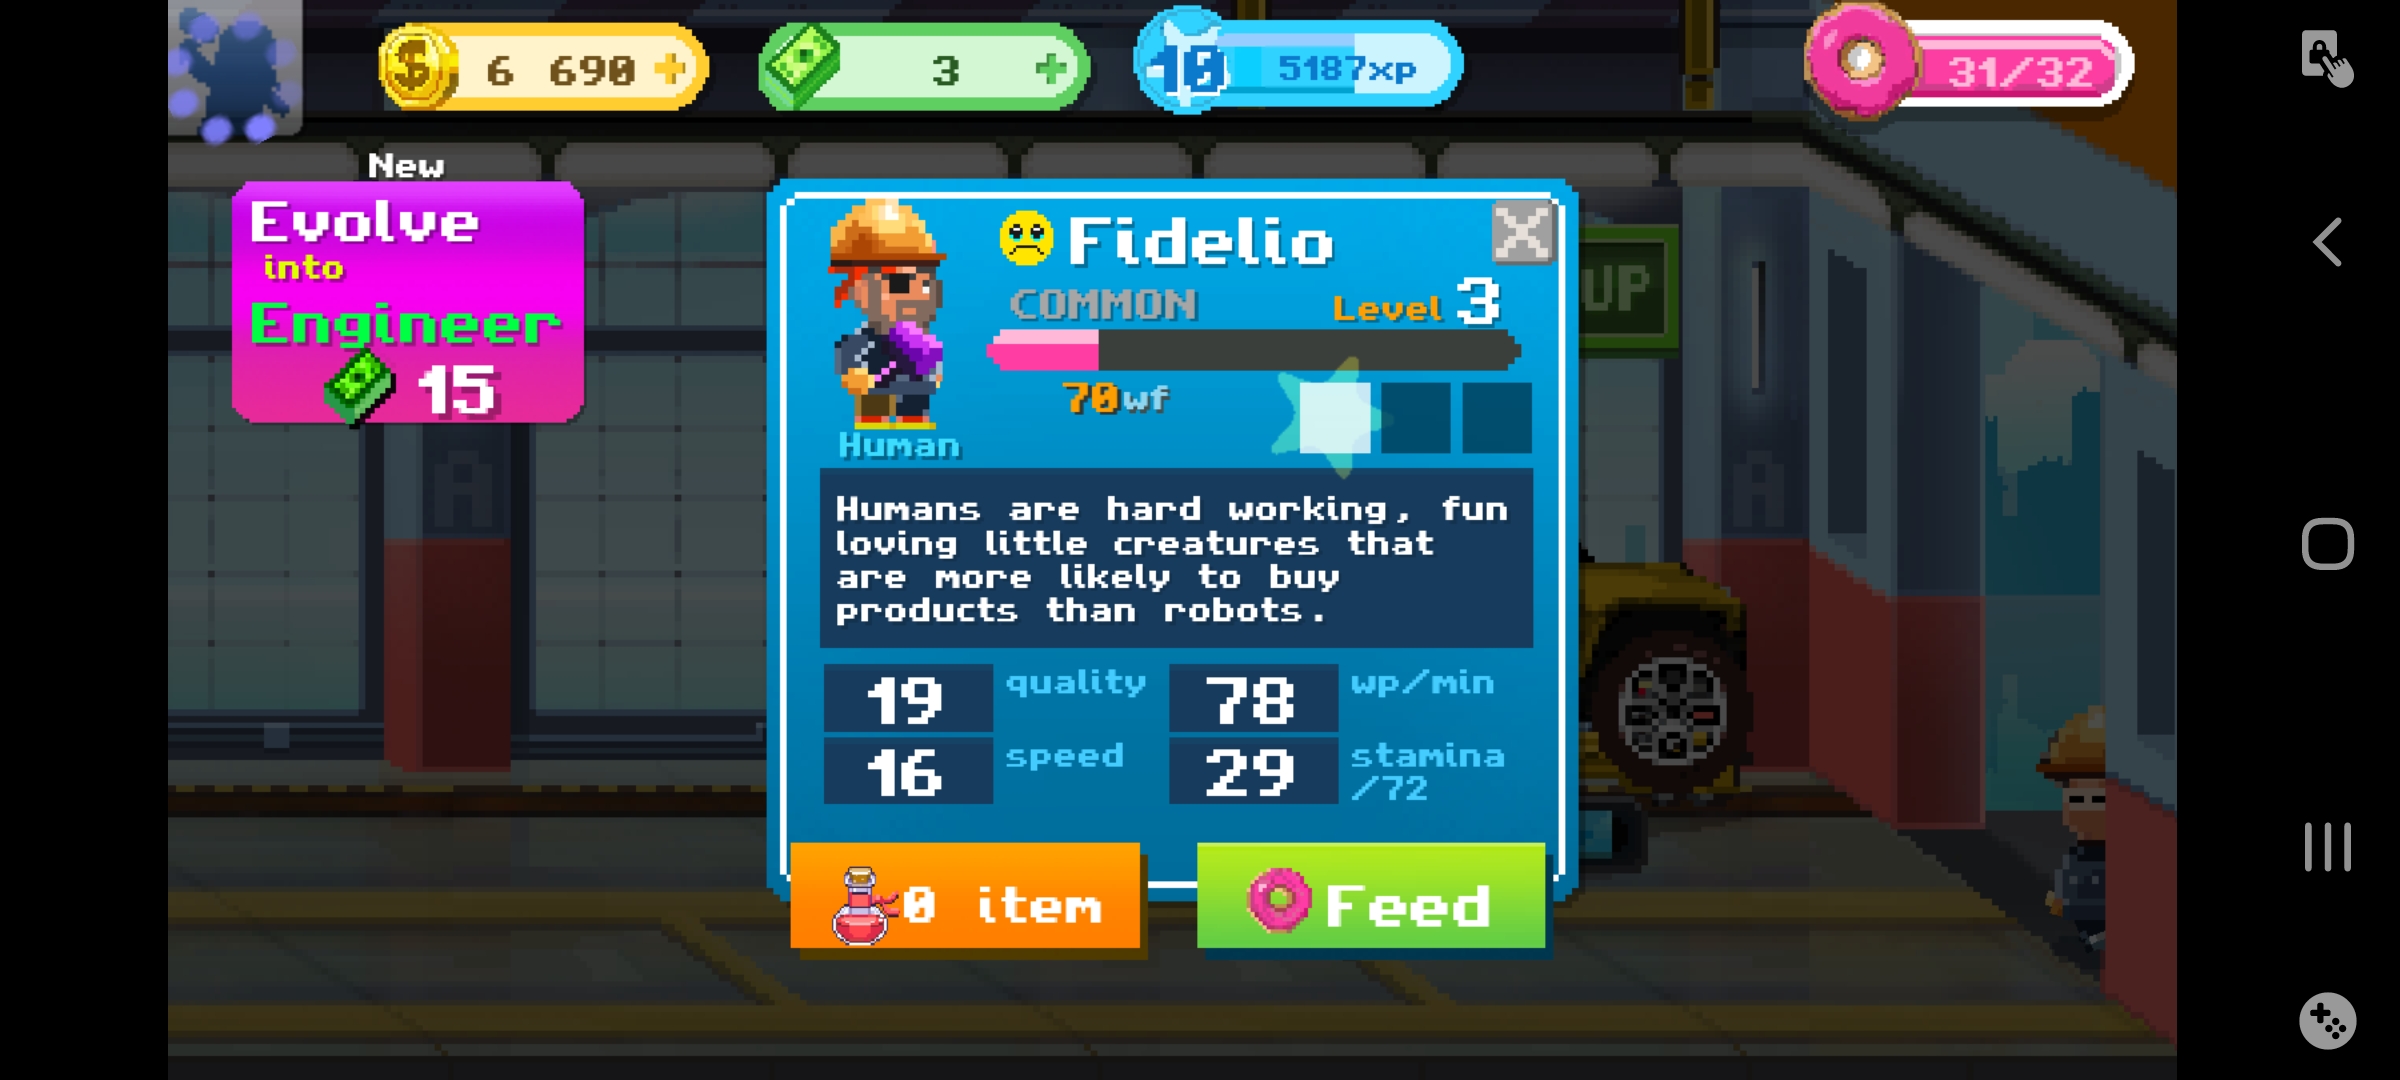 6 690 +
3 +
10 5187xp
31/32
New
Evolve
into
Engineer
15
Fidelio
COMMON
Level 3
70wf
Human
Humans are hard working, fun
loving little creatures that
are more likely to buy
products than robots.
19 quality
78 wp/min
16 speed
29 stamina
/72
0 item
Feed
UP
A
A